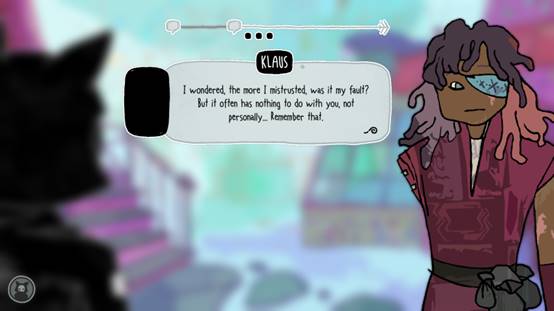 KLAUS
I wondered, the more I mistrusted, was it my fault?
But it often has nothing to do with you, not
personally... Remember that.